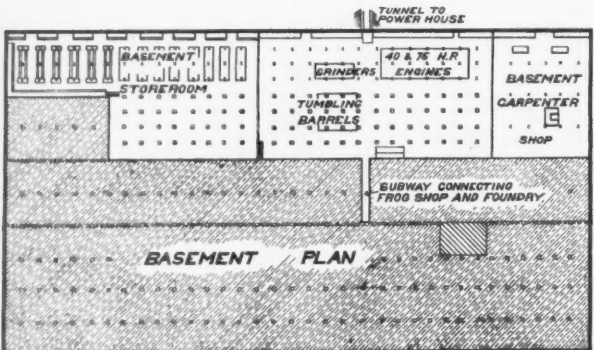 TUNNEL TO
POWER HOUSE
BASEMENT
STOREROOM
GRINDERS
40 & 75 H.P.
ENGINES
TUMBLING
BARRELS
BASEMENT
CARPENTER
SHOP
SUBWAY CONNECTING
FROG SHOP AND FOUNDRY
BASEMENT PLAN